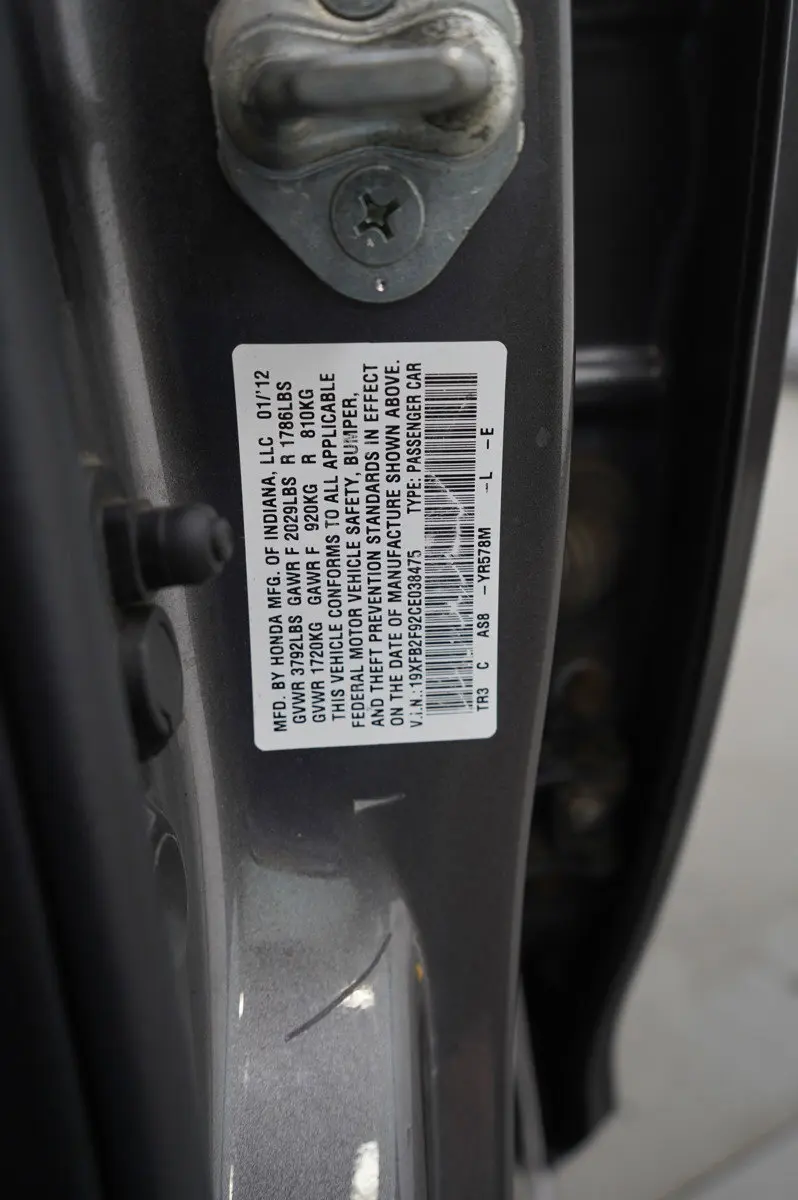 MFD. BY HONDA MFG. OF INDIANA, LLC 01/'12
GVWR 3792LBS GAWR F 2029LBS R 1786LBS
GVWR 1720KG GAWR F 920KG R 810KG
THIS VEHICLE CONFORMS TO ALL APPLICABLE
FEDERAL MOTOR VEHICLE SAFETY, BUMPER,
AND THEFT PREVENTION STANDARDS IN EFFECT
ON THE DATE OF MANUFACTURE SHOWN ABOVE.
V.I.N.:19XFB2F92CE038475 TYPE: PASSENGER CAR
TR3 C AS8 -YR578M -L -E